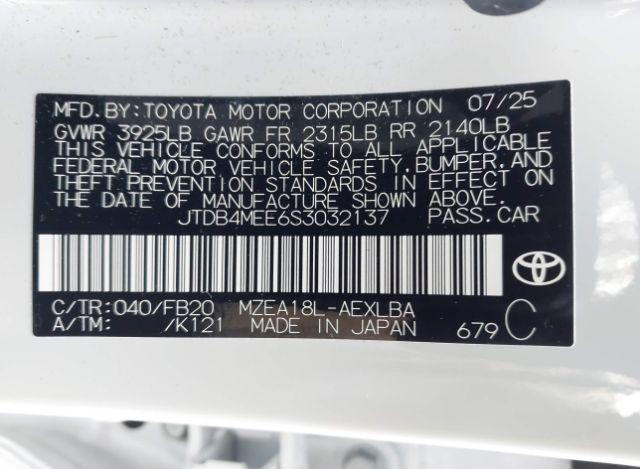 MFD.BY:TOYOTA MOTOR CORPORATION 07/25
GVWR 3925LB GAWR FR 2315LB RR 2140LB
THIS VEHICLE CONFORMS TO ALL APPLICABLE
FEDERAL MOTOR VEHICLE SAFETY,BUMPER,AND
THEFT PREVENTION STANDARDS IN EFFECT ON
THE DATE OF MANUFACTURE SHOWN ABOVE.
JTDB4MEE6S3032137 PASS.CAR
C/TR:040/FB20 MZEA18L-AEXLBA
A/TM: /K121 MADE IN JAPAN 679 C